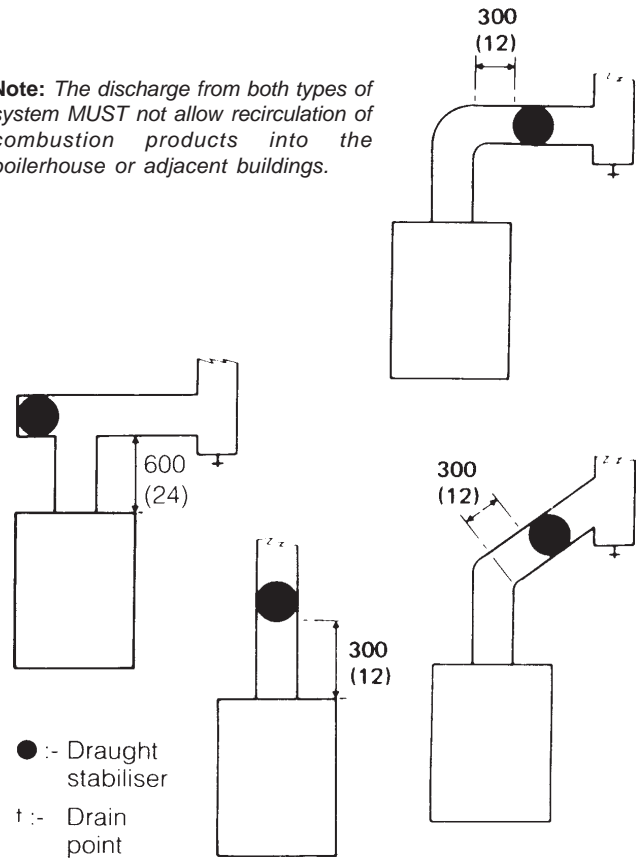 300
(12)
Note: The discharge from both types of
system MUST not allow recirculation of
combustion products into the
boilerhouse or adjacent buildings.
600
(24)
300
(12)
300
(12)
:- Draught
stabiliser
:- Drain
point